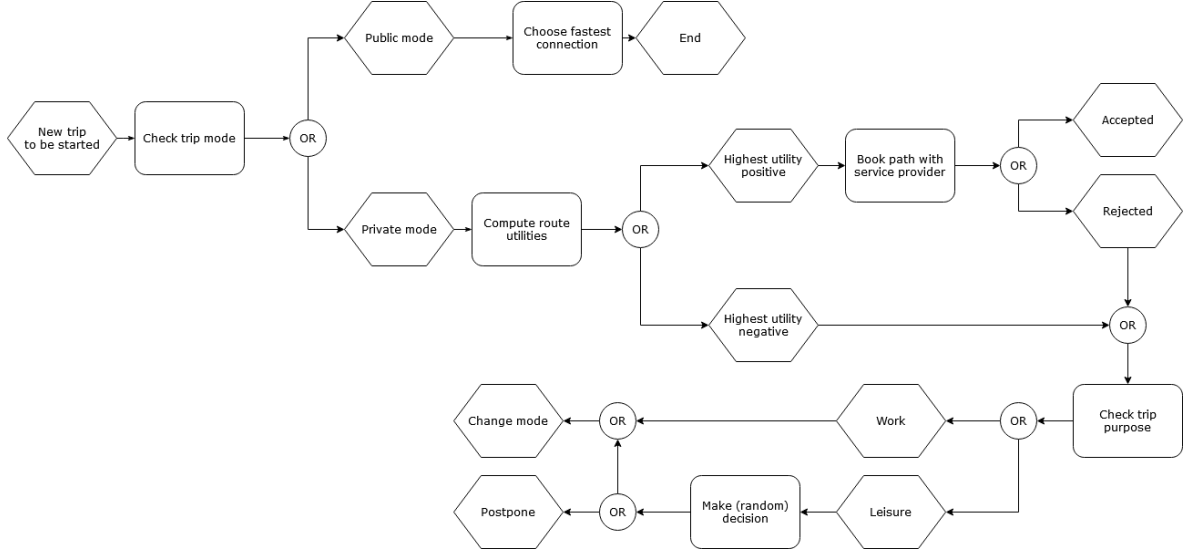 Public mode
Choose fastest
connection
End
New trip
to be started
Check trip mode
OR
Accepted
Highest utility
positive
Book path with
service provider
OR
Rejected
Private mode
Compute route
utilities
OR
Highest utility
negative
OR
Check trip
purpose
OR
Work
OR
Change mode
Leisure
Make (random)
decision
OR
Postpone